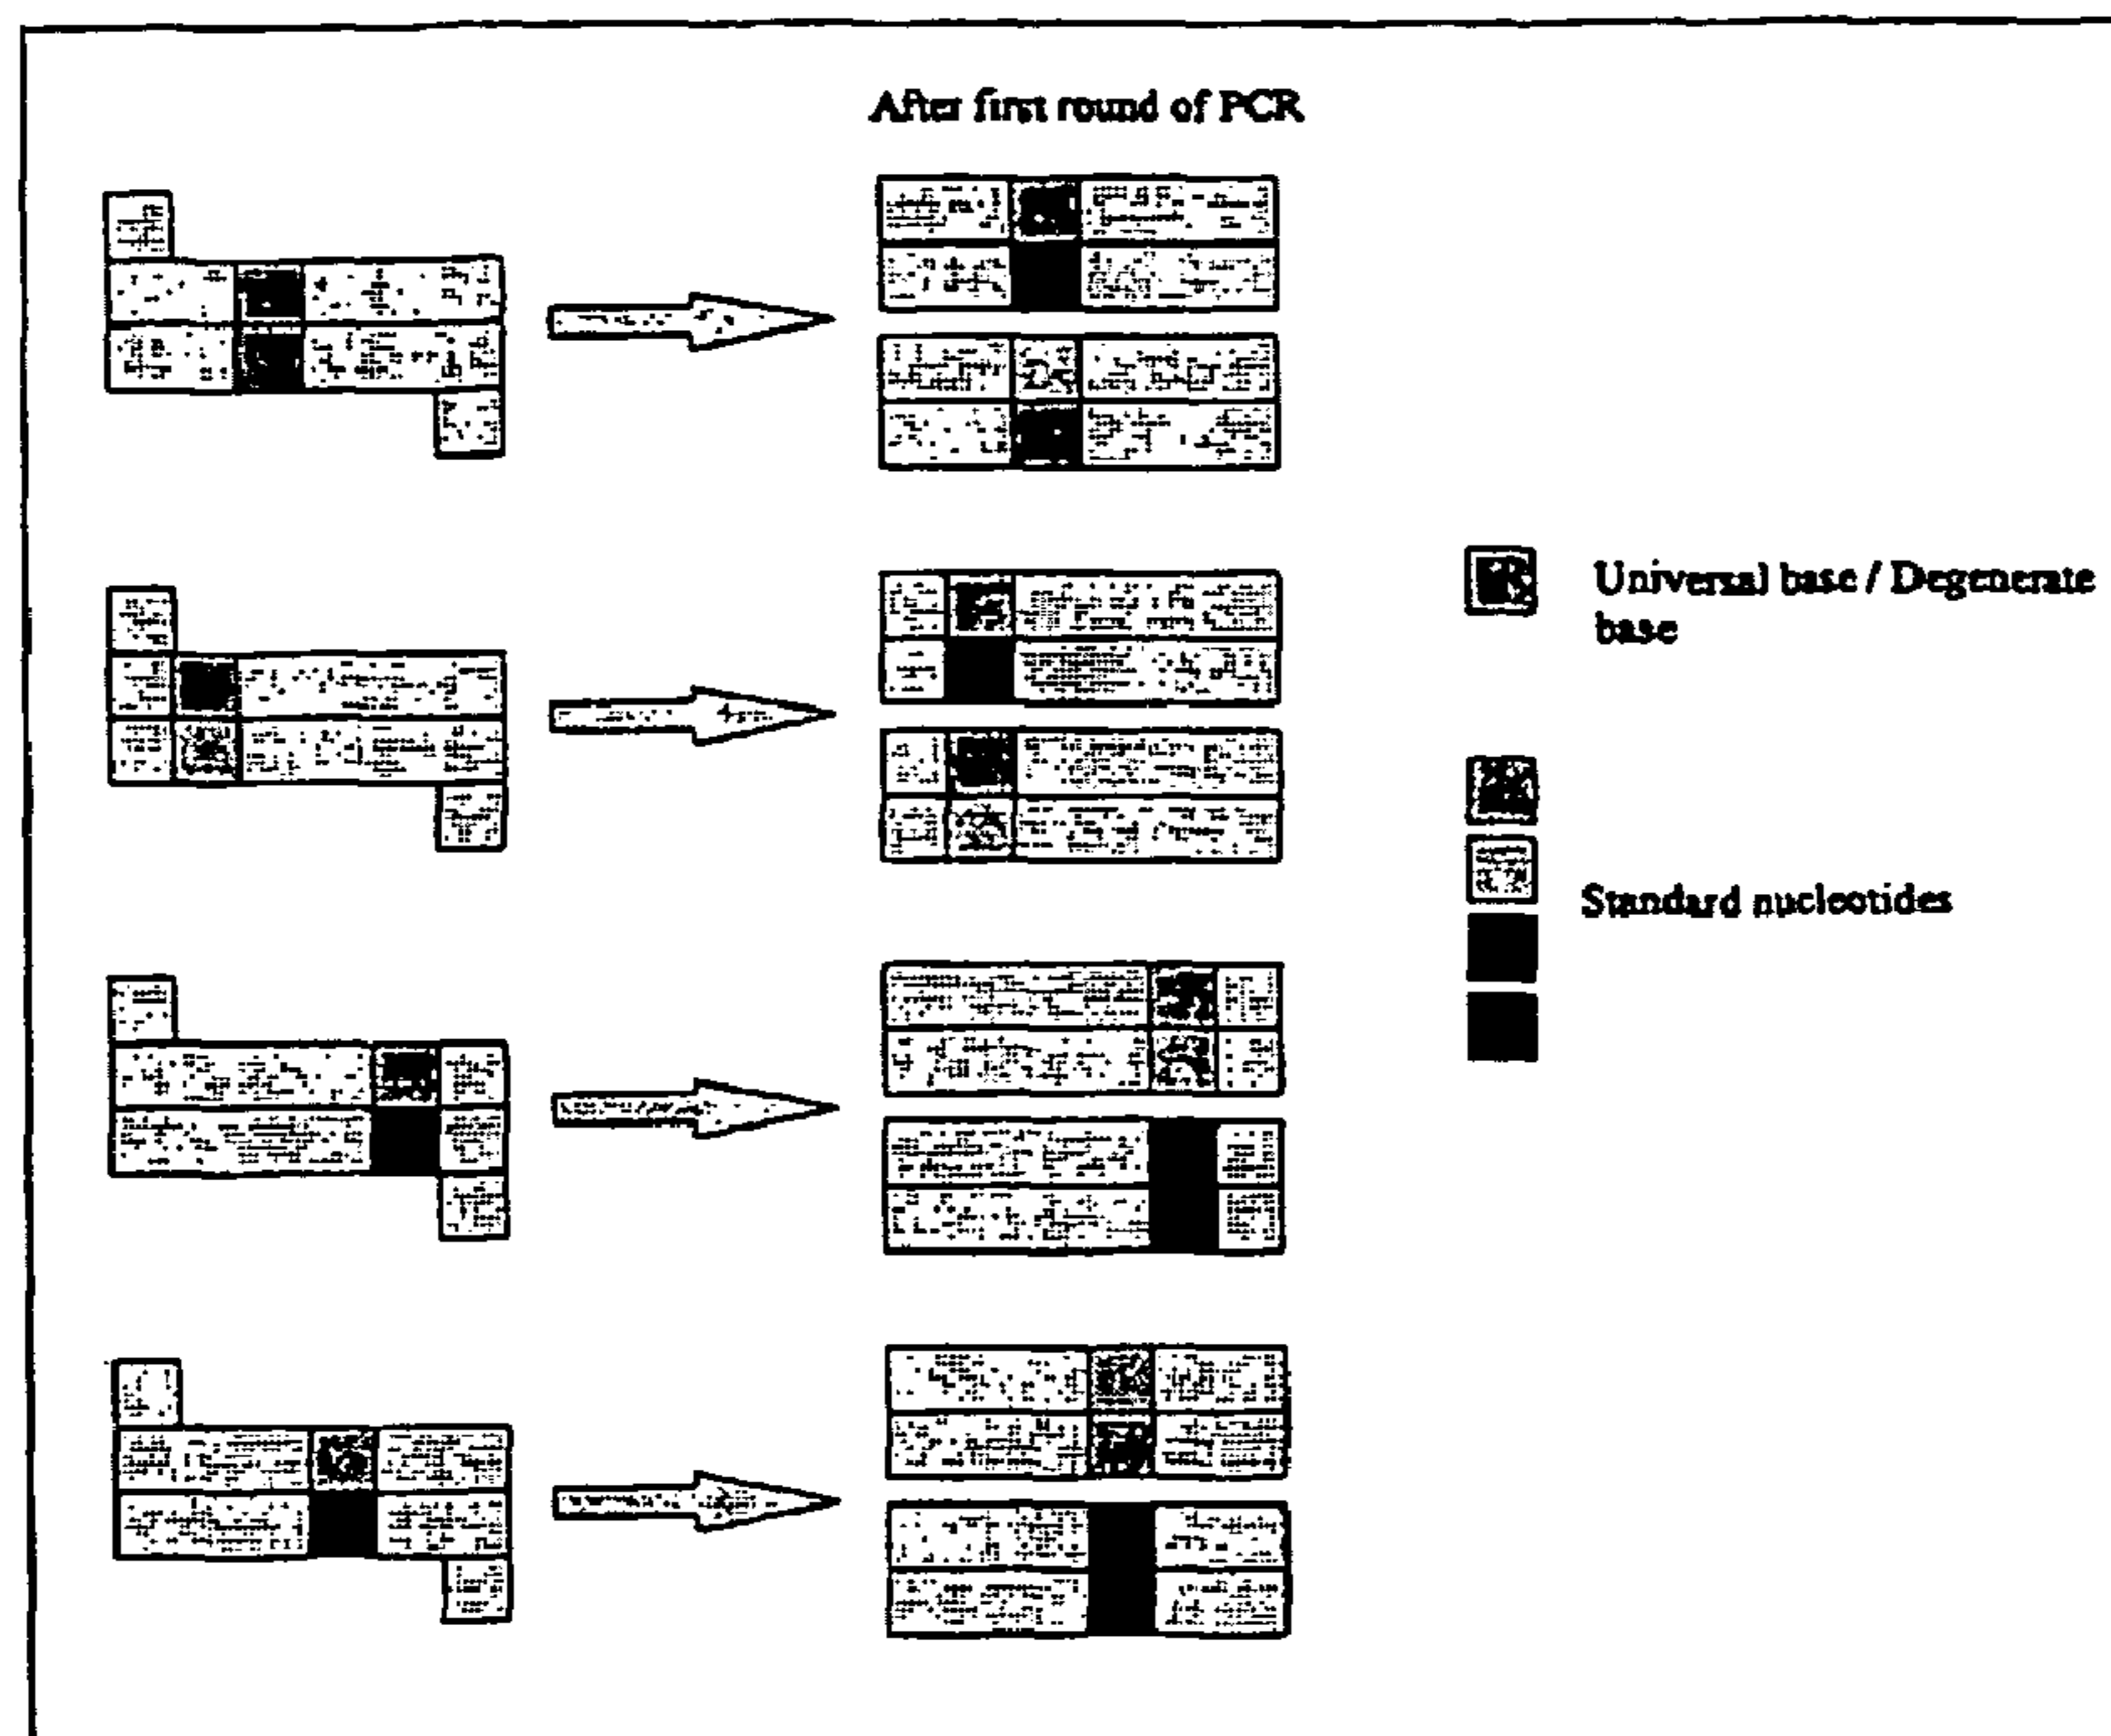 After first round of PCR
Universal base / Degenerate
base
Standard nucleotides